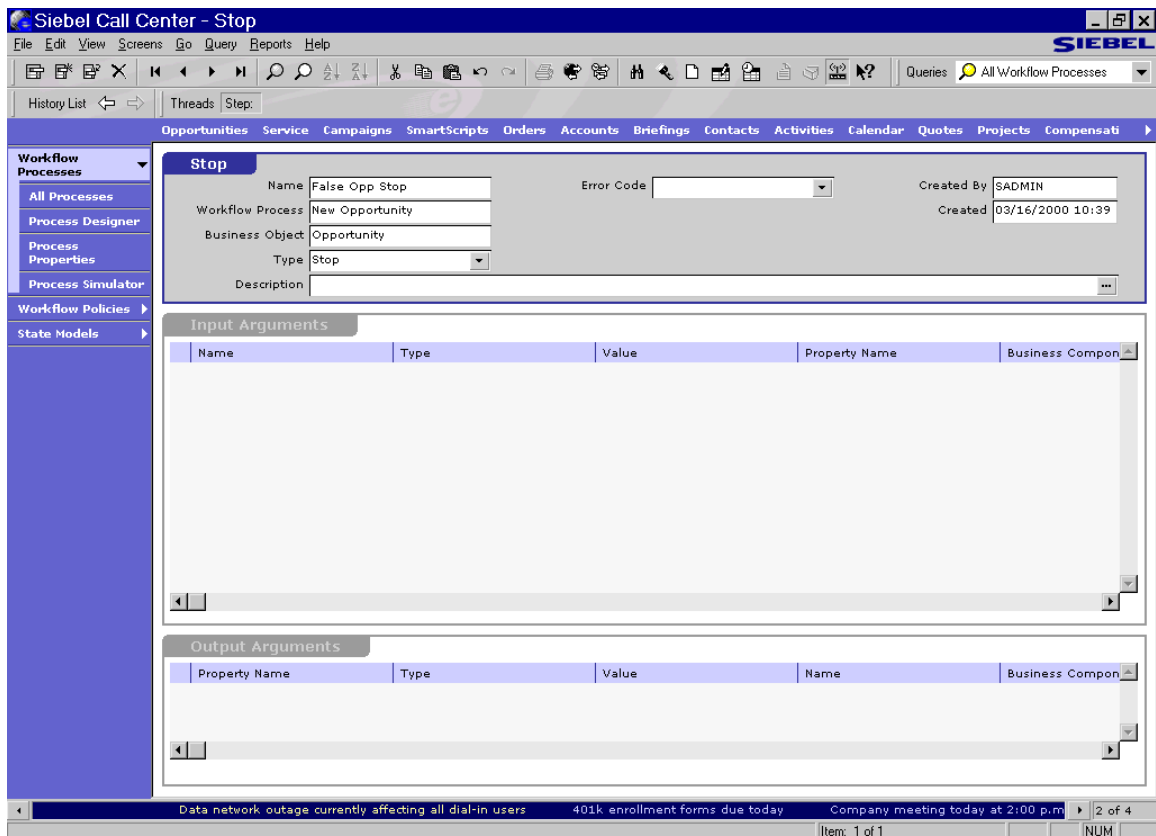 Siebel Call Center - Stop
File Edit View Screens Go Query Reports Help
SIEBEL
Queries All Workflow Processes
History List Threads Step:
Opportunities Service Campaigns SmartScripts Orders Accounts Briefings Contacts Activities Calendar Quotes Projects Compensati
Workflow
Processes
All Processes
Process Designer
Process
Properties
Process Simulator
Workflow Policies
State Models
Stop
Name False Opp Stop Error Code Created By SADMIN
Workflow Process New Opportunity Created 03/16/2000 10:39
Business Object Opportunity
Type Stop
Description
Input Arguments
Name Type Value Property Name Business Compon
Output Arguments
Property Name Type Value Name Business Compon
Data network outage currently affecting all dial-in users 401k enrollment forms due today Company meeting today at 2:00 p.m 2 of 4
Item: 1 of 1 NUM